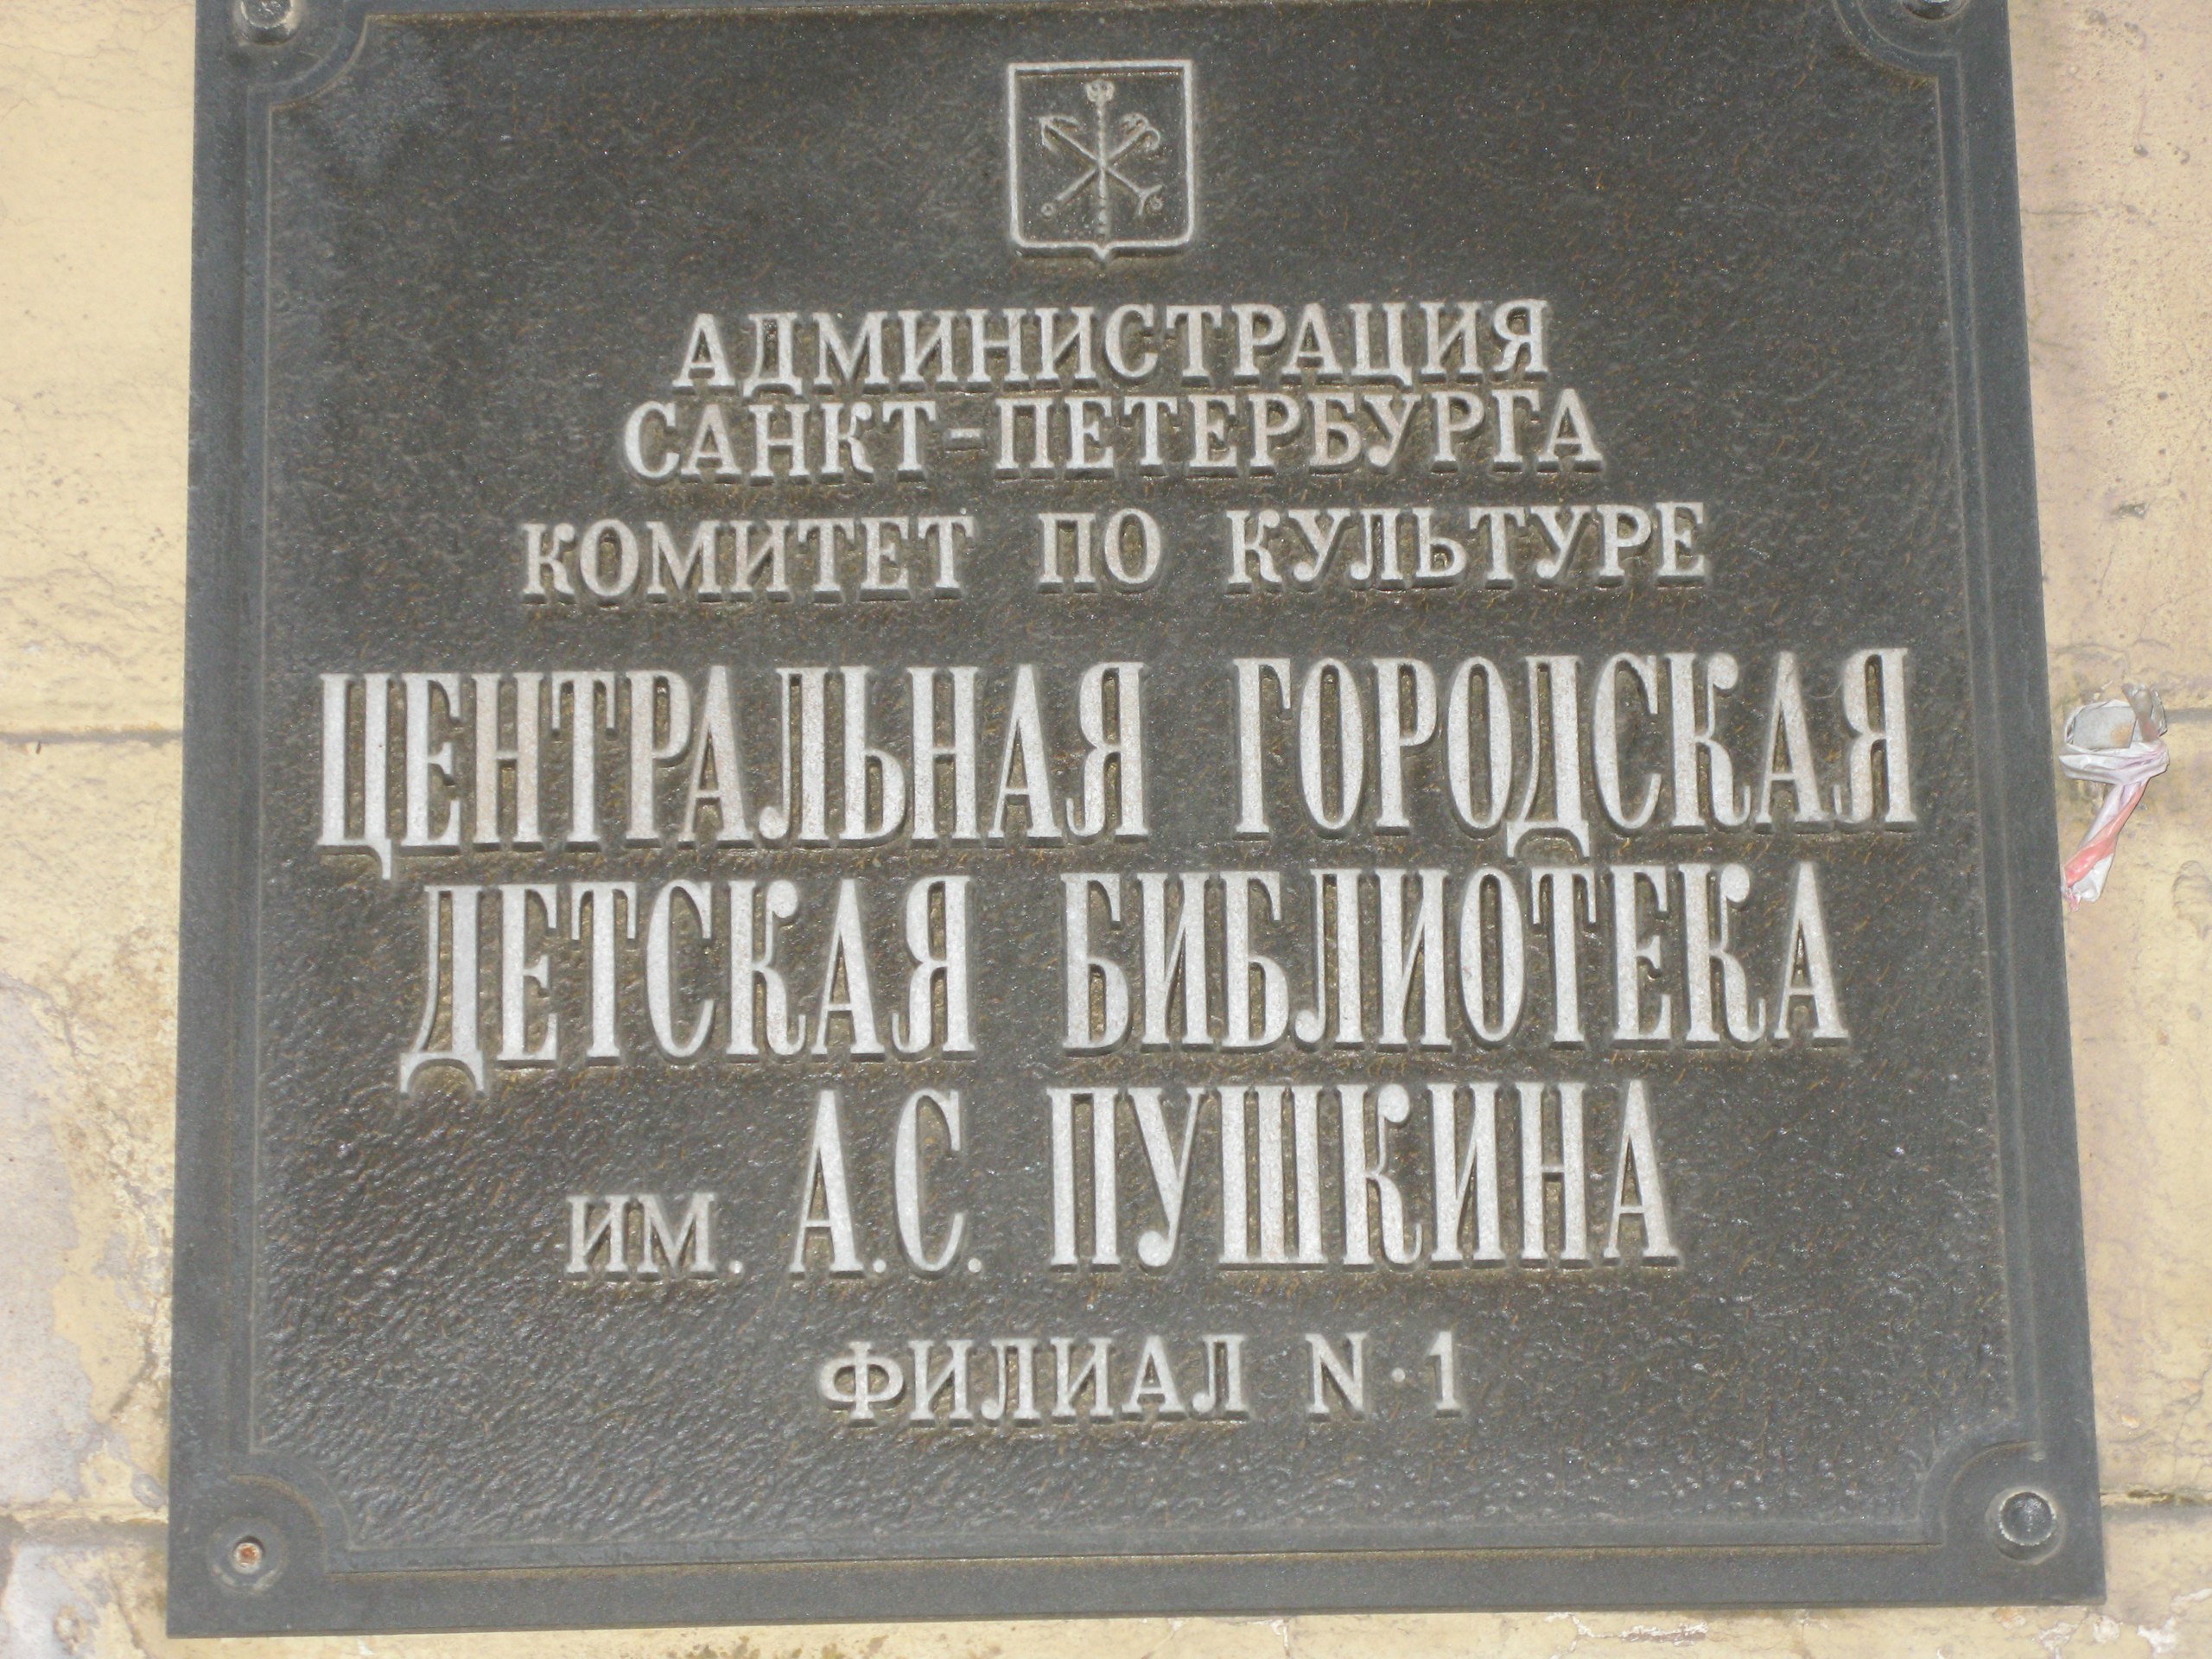 АДМИНИСТРАЦИЯ
САНКТ-ПЕТЕРБУРГА
КОМИТЕТ ПО КУЛЬТУРЕ
ЦЕНТРАЛЬНАЯ ГОРОДСКАЯ
ДЕТСКАЯ БИБЛИОТЕКА
им. А.С. ПУШКИНА
ФИЛИАЛ N·1